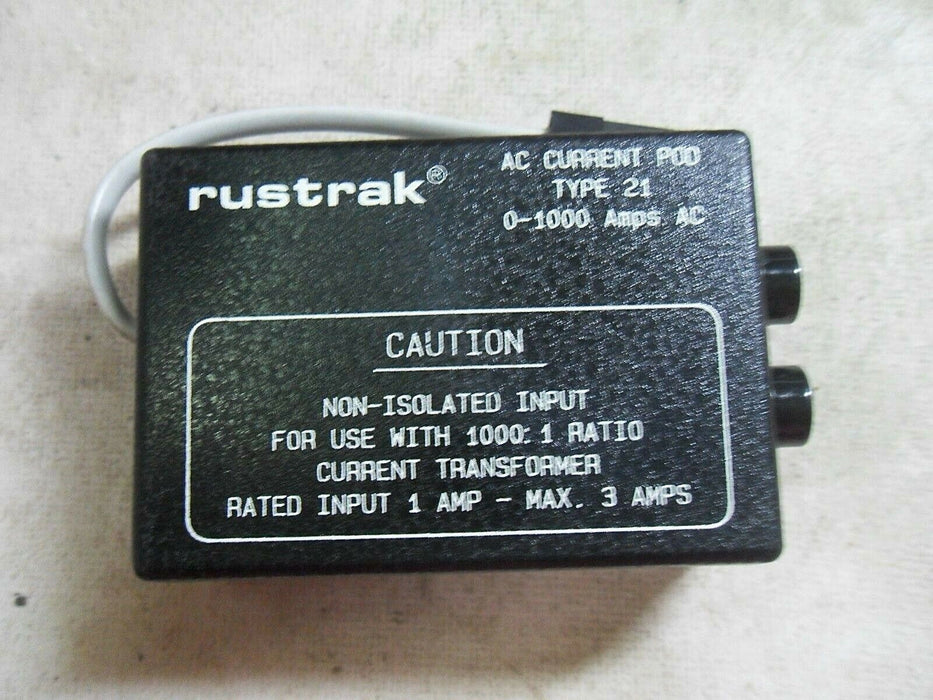 rustrak®
AC CURRENT POD
TYPE 21
0-1000 Amps AC
CAUTION
NON-ISOLATED INPUT
FOR USE WITH 1000:1 RATIO
CURRENT TRANSFORMER
RATED INPUT 1 AMP - MAX. 3 AMPS